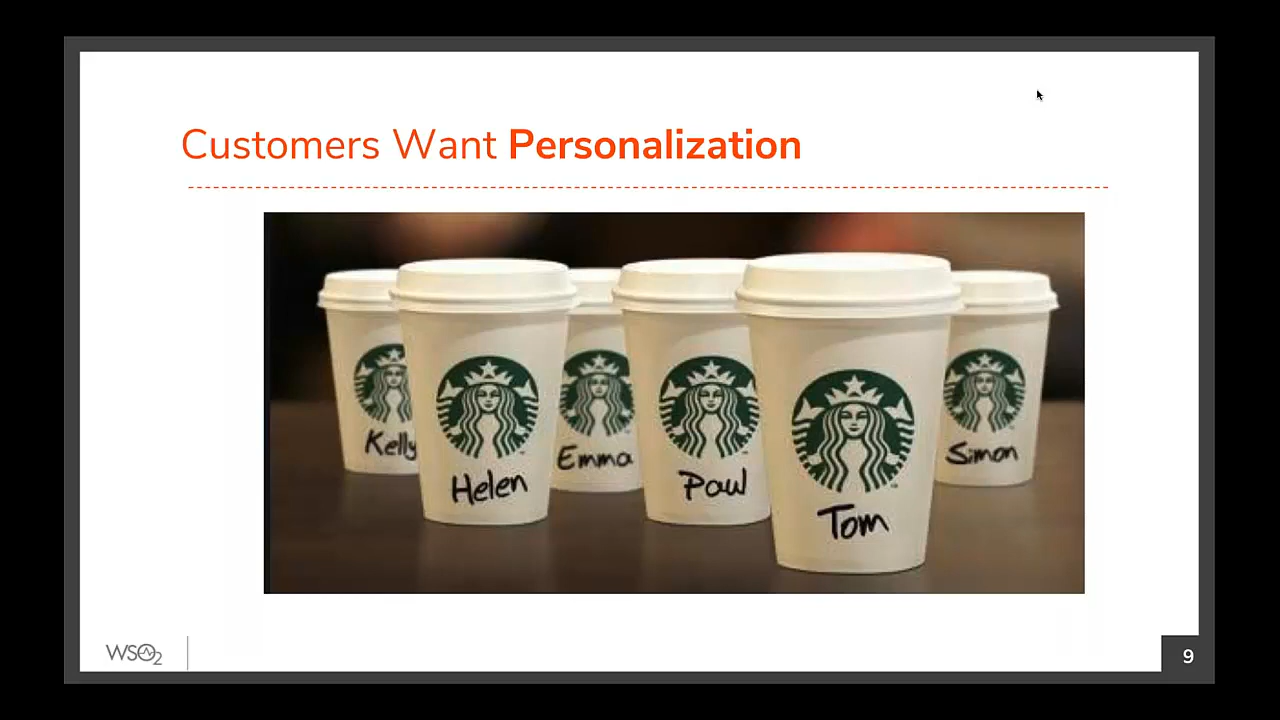 Customers Want Personalization
Kelly
Helen
Emma
Paul
Tom
Simon
WSO2
9